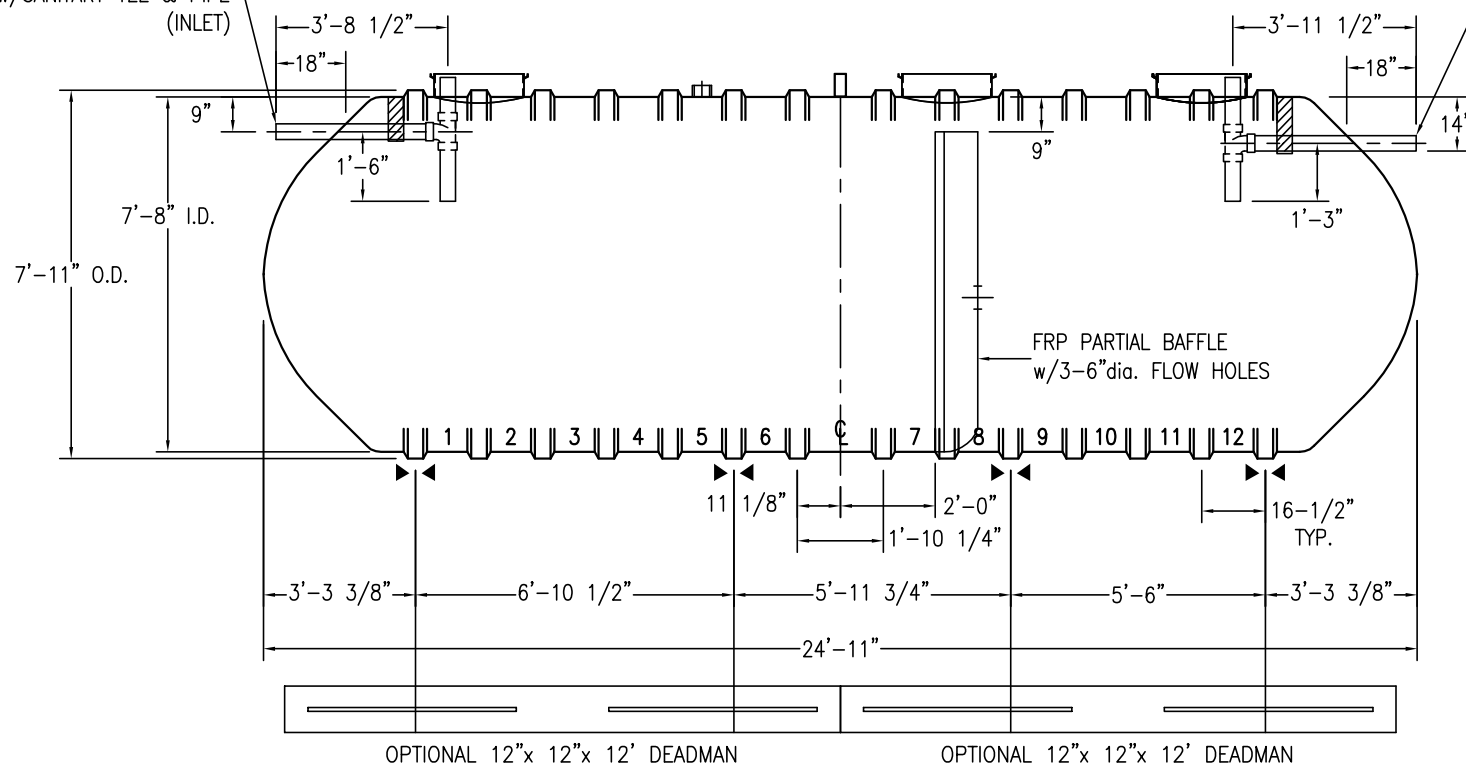 (INLET)
3'-8 1/2"
3'-11 1/2"
18"
18"
9"
14"
1'-6"
9"
1'-3"
7'-8" I.D.
7'-11" O.D.
FRP PARTIAL BAFFLE
w/3-6"dia. FLOW HOLES
1 2 3 4 5 6 ℄ 7 8 9 10 11 12
11 1/8" 2'-0" 16-1/2"
1'-10 1/4" TYP.
3'-3 3/8" 6'-10 1/2" 5'-11 3/4" 5'-6" 3'-3 3/8"
24'-11"
OPTIONAL 12"x 12"x 12' DEADMAN OPTIONAL 12"x 12"x 12' DEADMAN